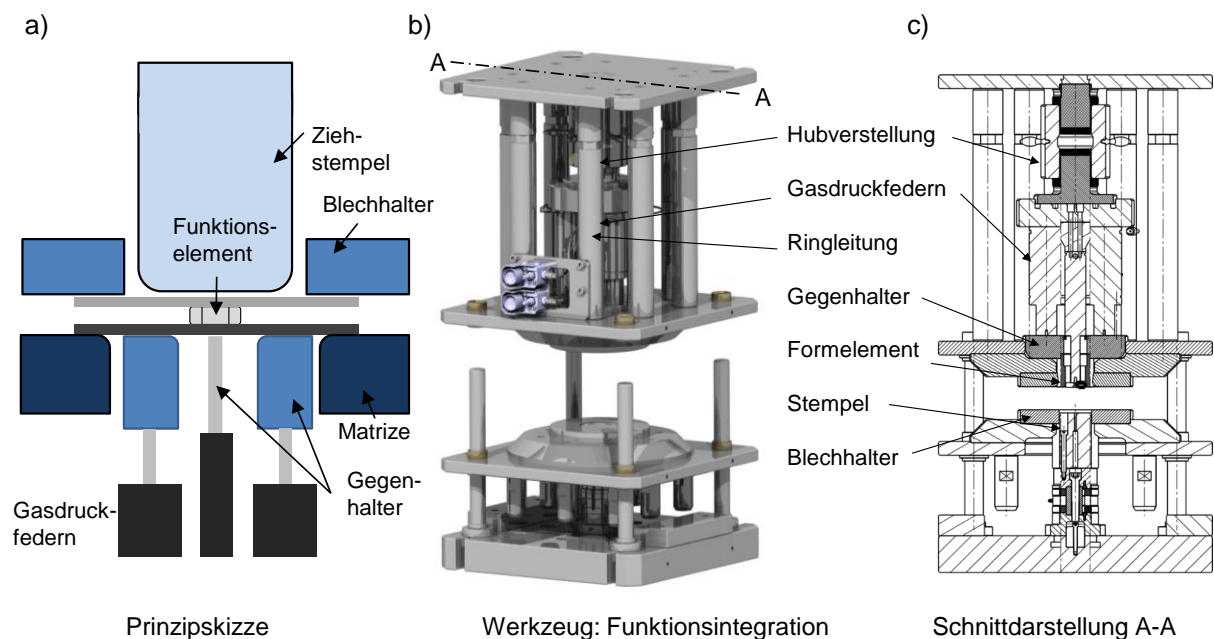 a)
Zieh-
stempel
Blechhalter
Funktions-
element
Matrize
Gegen-
halter
Gasdruck-
federn
Prinzipskizze
b)
A
A
Hubverstellung
Gasdruckfedern
Ringleitung
Gegenhalter
Formelement
Stempel
Blechhalter
Werkzeug: Funktionsintegration
c)
Schnittdarstellung A-A